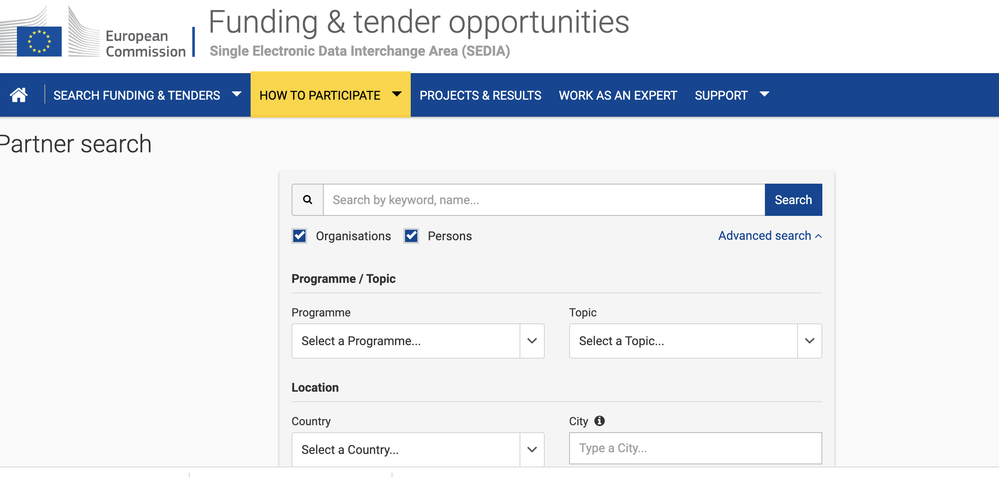 European
Commission
Funding & tender opportunities
Single Electronic Data Interchange Area (SEDIA)
SEARCH FUNDING & TENDERS
HOW TO PARTICIPATE
PROJECTS & RESULTS
WORK AS AN EXPERT
SUPPORT
Partner search
Search by keyword, name...
Search
Organisations
Persons
Advanced search
Programme / Topic
Programme
Topic
Select a Programme...
Select a Topic...
Location
Country
City
Select a Country...
Type a City...